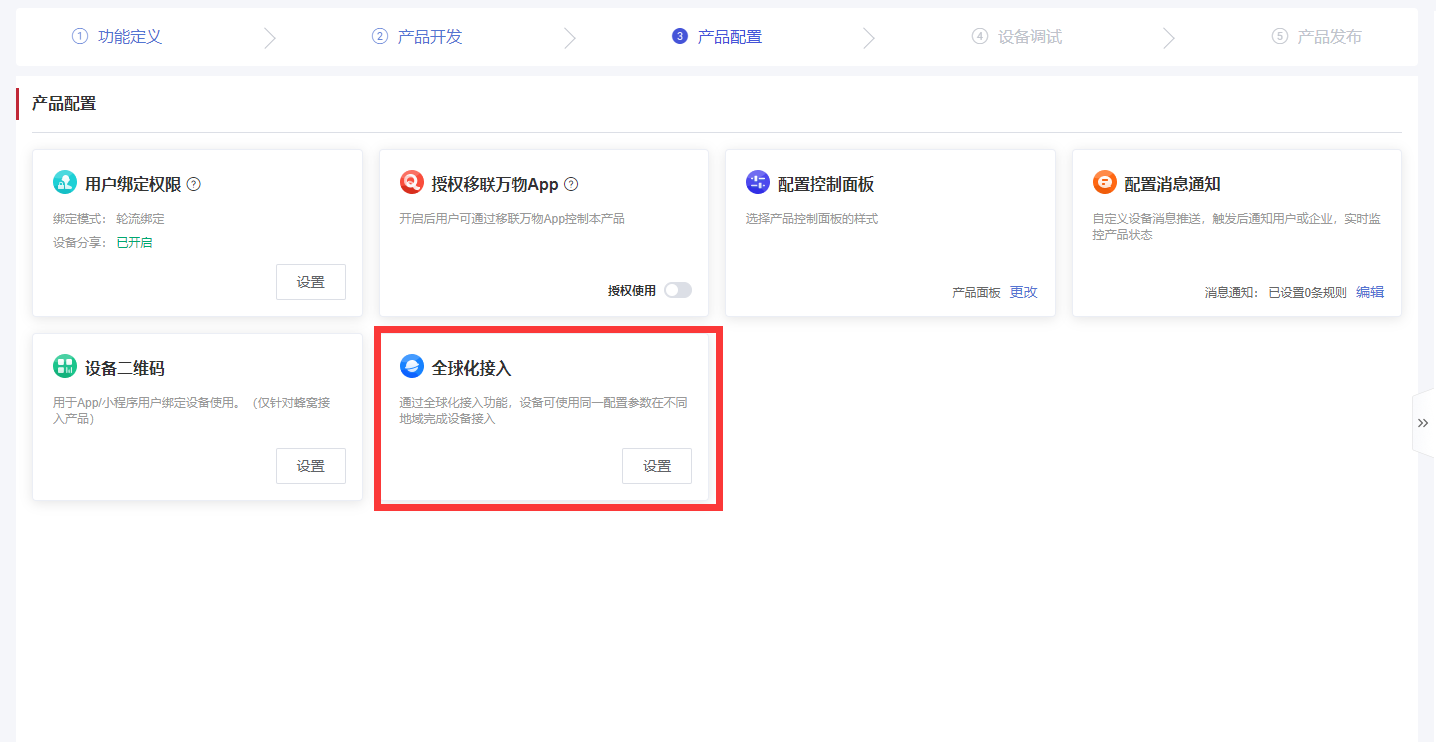 1 功能定义
2 产品开发
3 产品配置
4 设备调试
5 产品发布
产品配置
用户绑定权限 ?
绑定模式： 轮流绑定
设备分享： 已开启
设置
授权移联万物App ?
开启后用户可通过移联万物App控制本产品
授权使用
配置控制面板
选择产品控制面板的样式
产品面板 更改
配置消息通知
自定义设备消息推送，触发后通知用户或企业，实时监
控产品状态
消息通知： 已设置0条规则 编辑
设备二维码
用于App/小程序用户绑定设备使用。（仅针对蜂窝接
入产品）
设置
全球化接入
通过全球化接入功能，设备可使用同一配置参数在不同
地域完成设备接入
设置